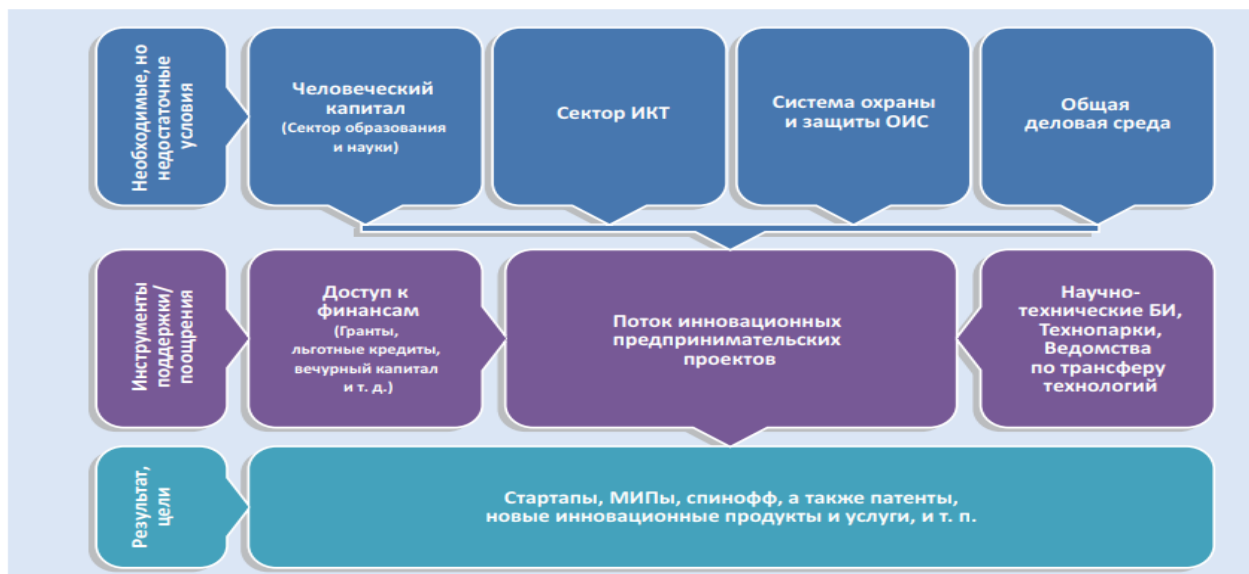 Необходимые, но
недостаточные
условия
Человеческий
капитал
(Сектор образования
и науки)
Сектор ИКТ
Система охраны
и защиты ОИС
Общая
деловая среда
Инструменты
поддержки/
поощрения
Доступ к
финансам
(Гранты,
льготные кредиты,
вечурный капитал
и т. д.)
Поток инновационных
предпринимательских
проектов
Научно-
технические БИ,
Технопарки,
Ведомства
по трансферу
технологий
Результат,
цели
Стартапы, МИПы, спинофф, а также патенты,
новые инновационные продукты и услуги, и т. п.